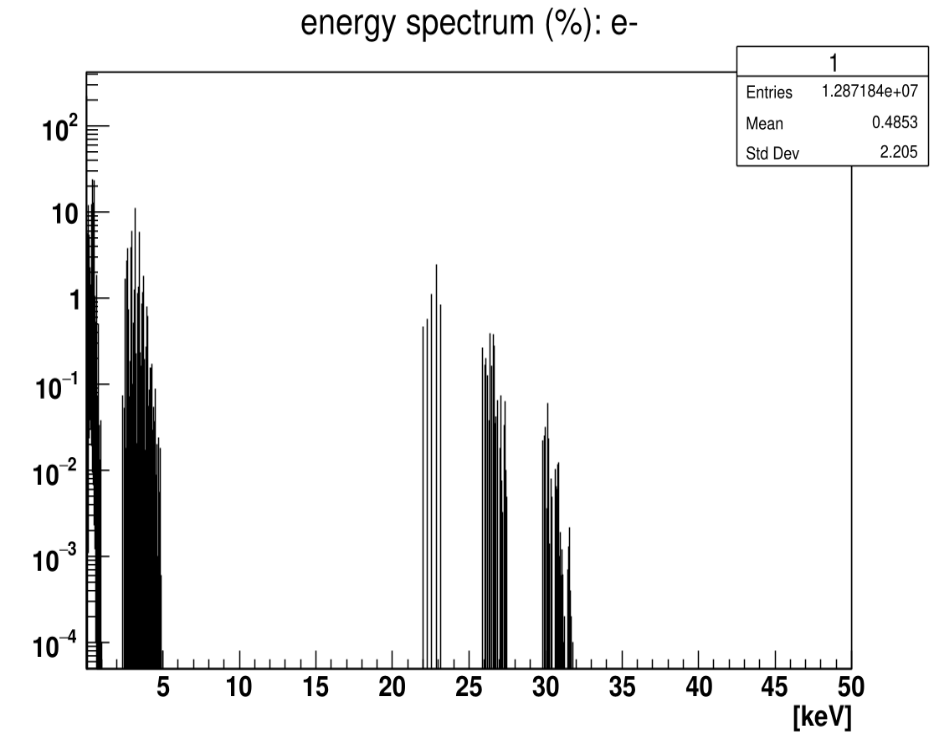 energy spectrum (%): e-
1
Entries 1.287184e+07
Mean 0.4853
Std Dev 2.205
10²
10
1
10⁻¹
10⁻²
10⁻³
10⁻⁴
5 10 15 20 25 30 35 40 45 50
[keV]